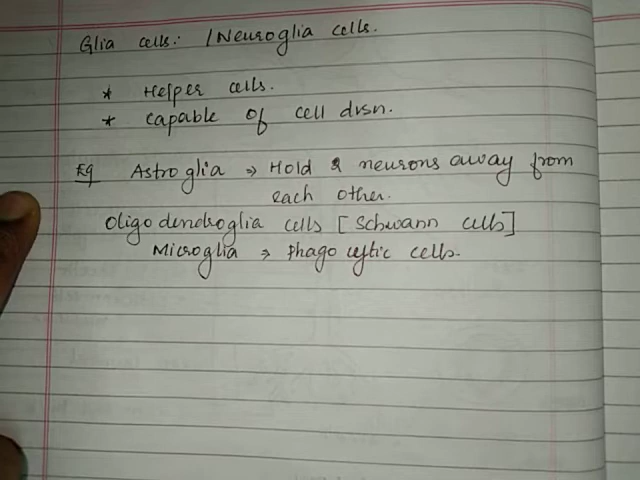 Glia cells: / Neuroglia cells.
* Helper cells.
* capable of cell dvsn.
Eg Astroglia ⇒ Hold & neurons away from
each other.
Oligodendroglia cells [Schwann cells]
Microglia ⇒ Phagocytic cells.